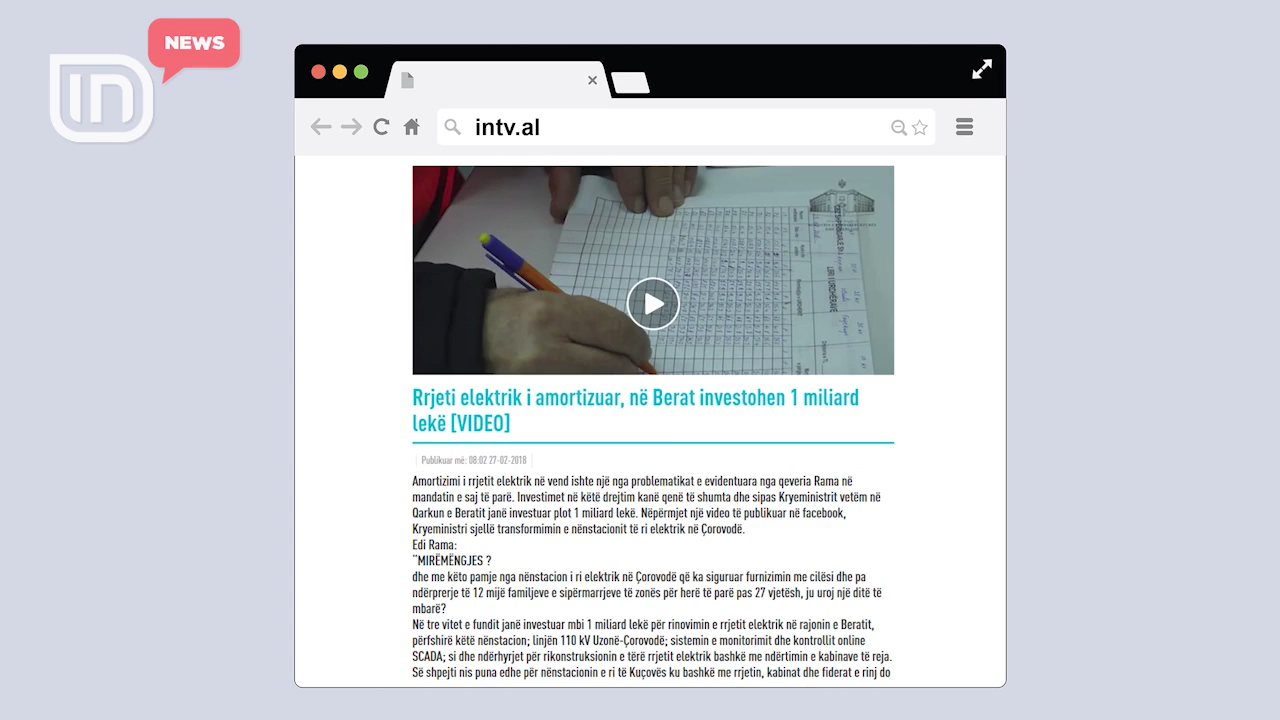 NEWS
IN
intv.al
Rrjeti elektrik i amortizuar, në Berat investohen 1 miliard
lekë [VIDEO]
Publikuar më: 08:02 27-02-2018
Amortizimi i rrjetit elektrik në vend ishte një nga problematikat e evidentuara nga qeveria Rama në
mandatin e saj të parë. Investimet në këtë drejtim kanë qenë të shumta dhe sipas Kryeministrit vetëm në
Qarkun e Beratit janë investuar plot 1 miliard lekë. Nëpërmjet një video të publikuar në facebook,
Kryeministri sjellë transformimin e nënstacionit të ri elektrik në Çorovodë.
Edi Rama:
“MIRËMËNGJES ?
dhe me këto pamje nga nënstacion i ri elektrik në Çorovodë që ka siguruar furnizimin me cilësi dhe pa
ndërprerje të 12 mijë familjeve e sipërmarrjeve të zonës për herë të parë pas 27 vjetësh, ju uroj një ditë të
mbarë?
Në tre vitet e fundit janë investuar mbi 1 miliard lekë për rinovimin e rrjetit elektrik në rajonin e Beratit,
përfshirë këtë nënstacion; linjën 110 kV Uzonë-Çorovodë; sistemin e monitorimit dhe kontrollit online
SCADA; si dhe ndërhyrjet për rikonstruksionin e tërë rrjetit elektrik bashkë me ndërtimin e kabinave të reja.
Së shpejti nis puna edhe për nënstacionin e ri të Kuçovës ku bashkë me rrjetin, kabinat dhe fiderat e rinj do